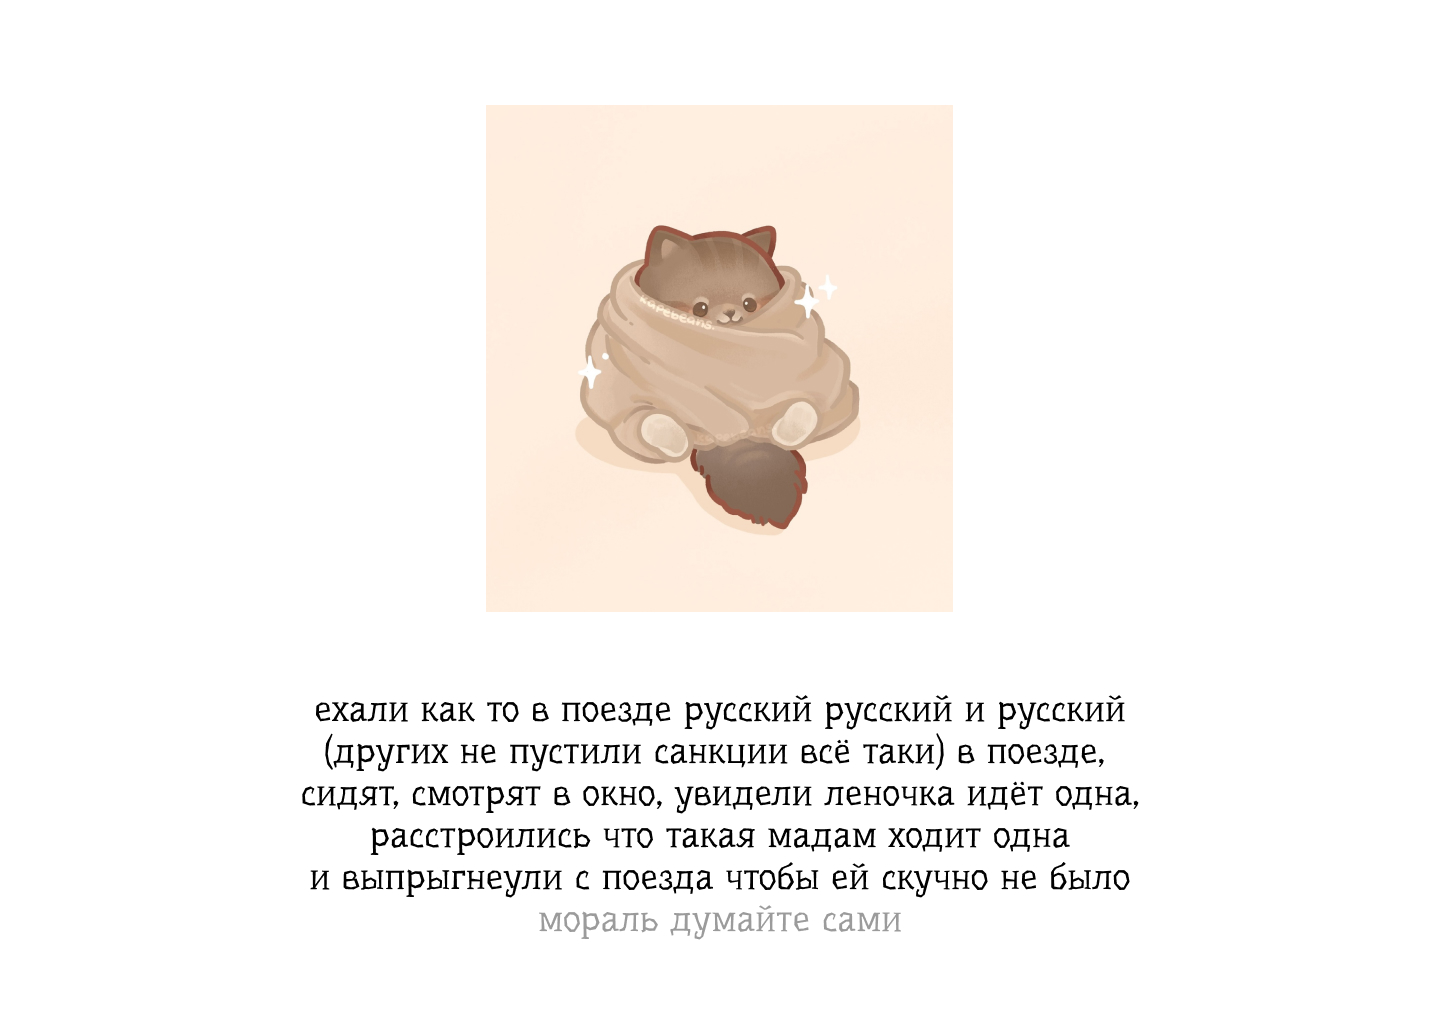 kapebeans.
ехали как то в поезде русский русский и русский
(других не пустили санкции всё таки) в поезде,
сидят, смотрят в окно, увидели леночка идёт одна,
расстроились что такая мадам ходит одна
и выпрыгнеули с поезда чтобы ей скучно не было
мораль думайте сами